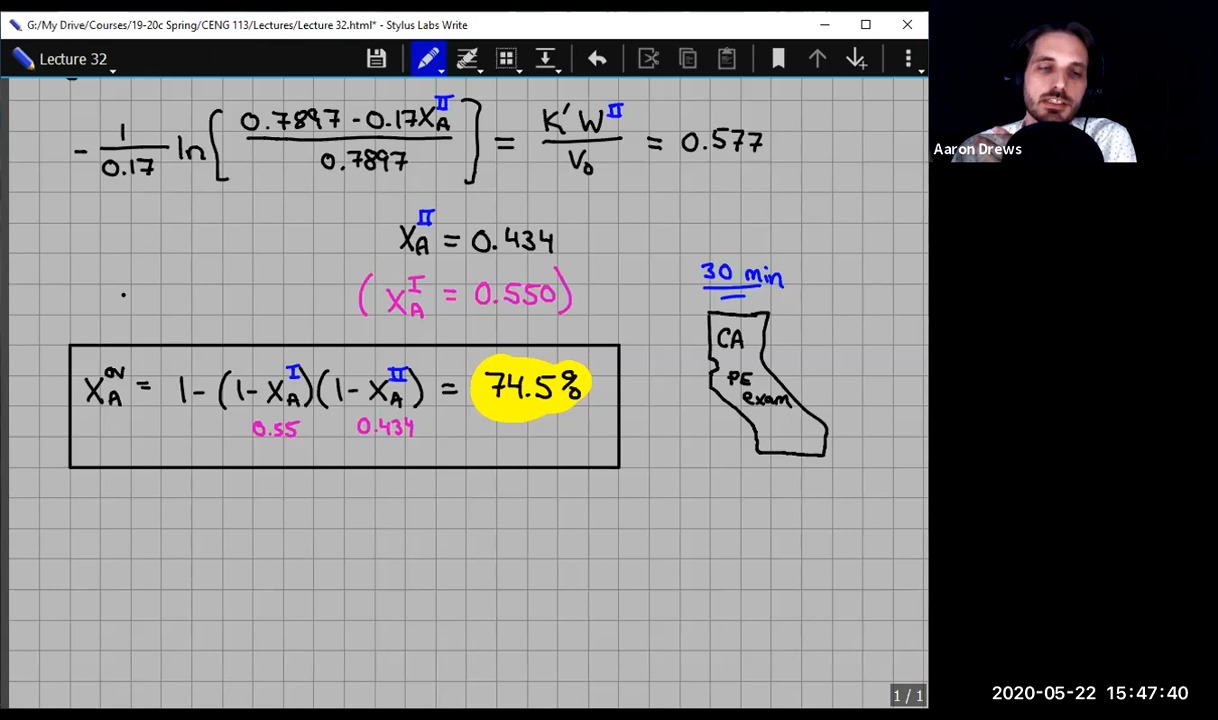 G:/My Drive/Courses/19-20c Spring/CENG 113/Lectures/Lecture 32.html* - Stylus Labs Write
Lecture 32
- 1/0.17 ln[ (0.7897 - 0.17X_A^II) / 0.7897 ] = K'W^II / V_0 = 0.577
X_A^II = 0.434
(X_A^I = 0.550)
30 min
CA
PE
exam
X_A^ov = 1-(1-X_A^I)(1-X_A^II) = 74.5%
0.55 0.434
Aaron Drews
1 / 1
2020-05-22 15:47:40